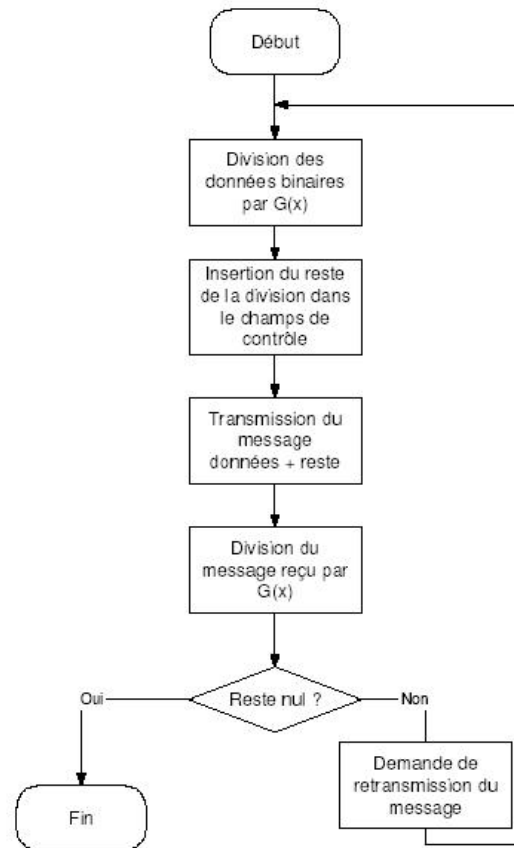 Début
Division des
données binaires
par G(x)
Insertion du reste
de la division dans
le champs de
contrôle
Transmission du
message
données + reste
Division du
message reçu par
G(x)
Reste nul ?
Oui
Non
Demande de
retransmission du
message
Fin